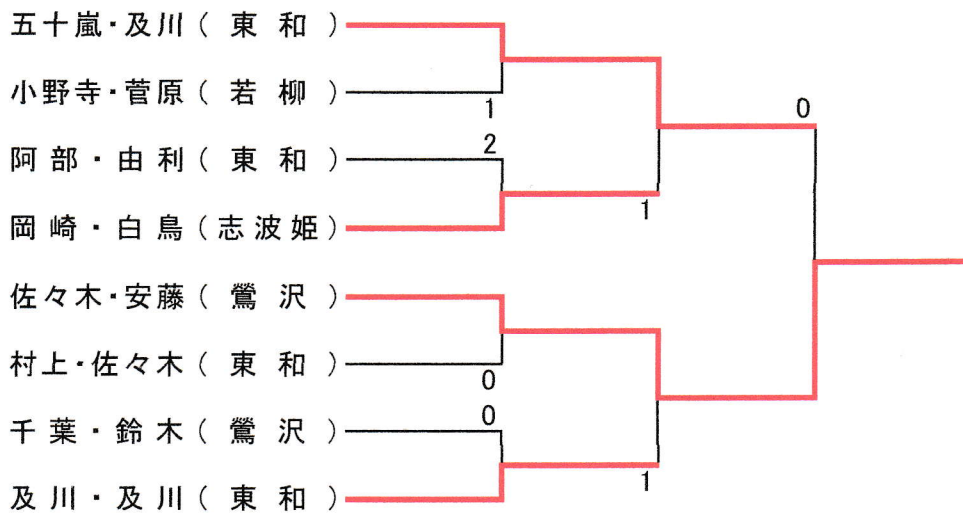 五十嵐・及川(東和)
0
小野寺・菅原(若柳)
1
阿部・由利(東和)
2
岡崎・白鳥(志波姫)
1
佐々木・安藤(鶯沢)
村上・佐々木(東和)
0
千葉・鈴木(鶯沢)
0
及川・及川(東和)
1